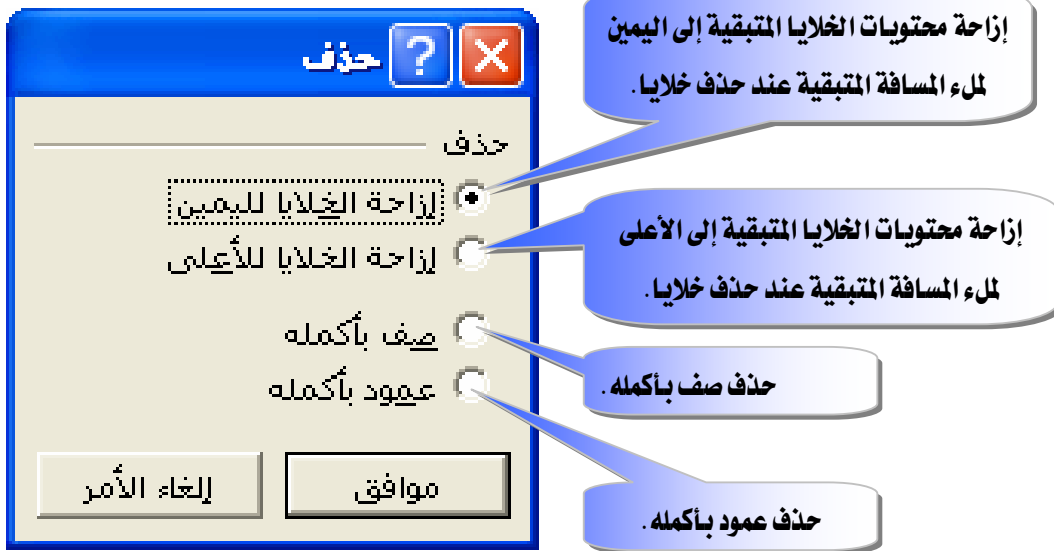 حذف
حذف
إزاحة الخلايا لليمين
إزاحة الخلايا للأعلى
صف بأكمله
عمود بأكمله
موافق
إلغاء الأمر
إزاحة محتويات الخلايا المتبقية إلى اليمين
لملء المسافة المتبقية عند حذف خلايا.
إزاحة محتويات الخلايا المتبقية إلى الأعلى
لملء المسافة المتبقية عند حذف خلايا.
حذف صف بأكمله.
حذف عمود بأكمله.